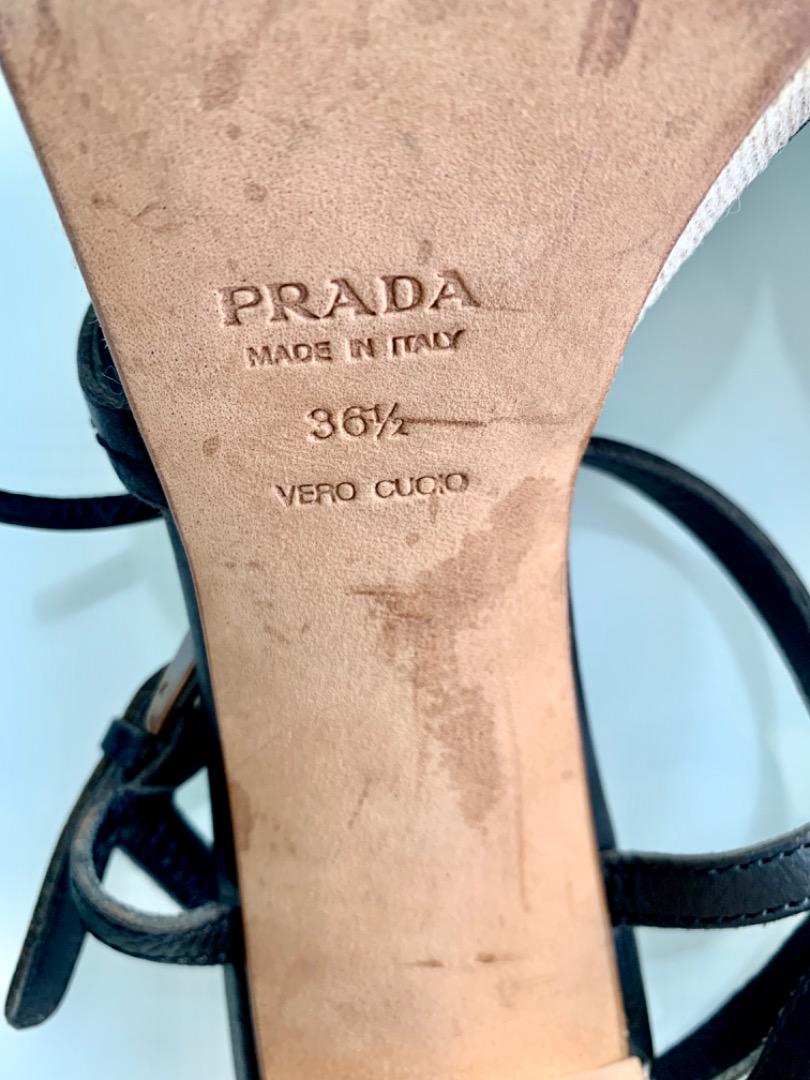 PRADA
MADE IN ITALY
36½
VERO CUOIO